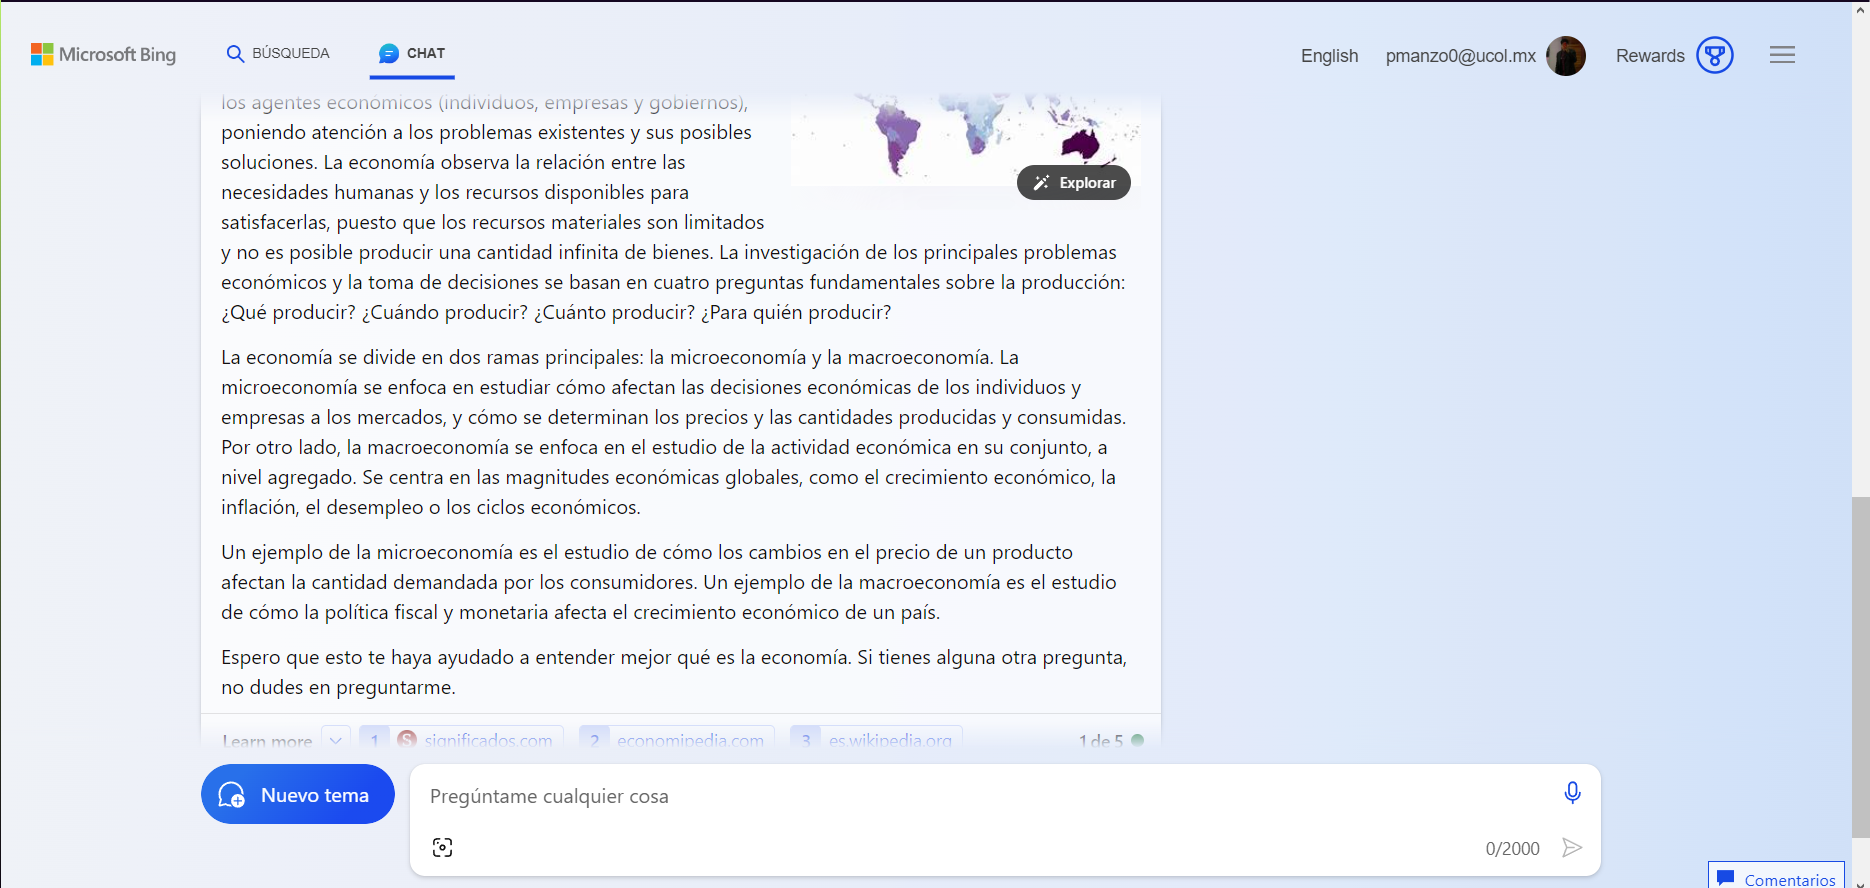 Microsoft Bing
BÚSQUEDA
CHAT
English
pmanzo0@ucol.mx
Rewards
los agentes económicos (individuos, empresas y gobiernos),
poniendo atención a los problemas existentes y sus posibles
soluciones. La economía observa la relación entre las
necesidades humanas y los recursos disponibles para
satisfacerlas, puesto que los recursos materiales son limitados
y no es posible producir una cantidad infinita de bienes. La investigación de los principales problemas
económicos y la toma de decisiones se basan en cuatro preguntas fundamentales sobre la producción:
¿Qué producir? ¿Cuándo producir? ¿Cuánto producir? ¿Para quién producir?
Explorar
La economía se divide en dos ramas principales: la microeconomía y la macroeconomía. La
microeconomía se enfoca en estudiar cómo afectan las decisiones económicas de los individuos y
empresas a los mercados, y cómo se determinan los precios y las cantidades producidas y consumidas.
Por otro lado, la macroeconomía se enfoca en el estudio de la actividad económica en su conjunto, a
nivel agregado. Se centra en las magnitudes económicas globales, como el crecimiento económico, la
inflación, el desempleo o los ciclos económicos.
Un ejemplo de la microeconomía es el estudio de cómo los cambios en el precio de un producto
afectan la cantidad demandada por los consumidores. Un ejemplo de la macroeconomía es el estudio
de cómo la política fiscal y monetaria afecta el crecimiento económico de un país.
Espero que esto te haya ayudado a entender mejor qué es la economía. Si tienes alguna otra pregunta,
no dudes en preguntarme.
Learn more
1 S significados.com
2 economipedia.com
3 es.wikipedia.org
1 de 5
Nuevo tema
Pregúntame cualquier cosa
0/2000
Comentarios